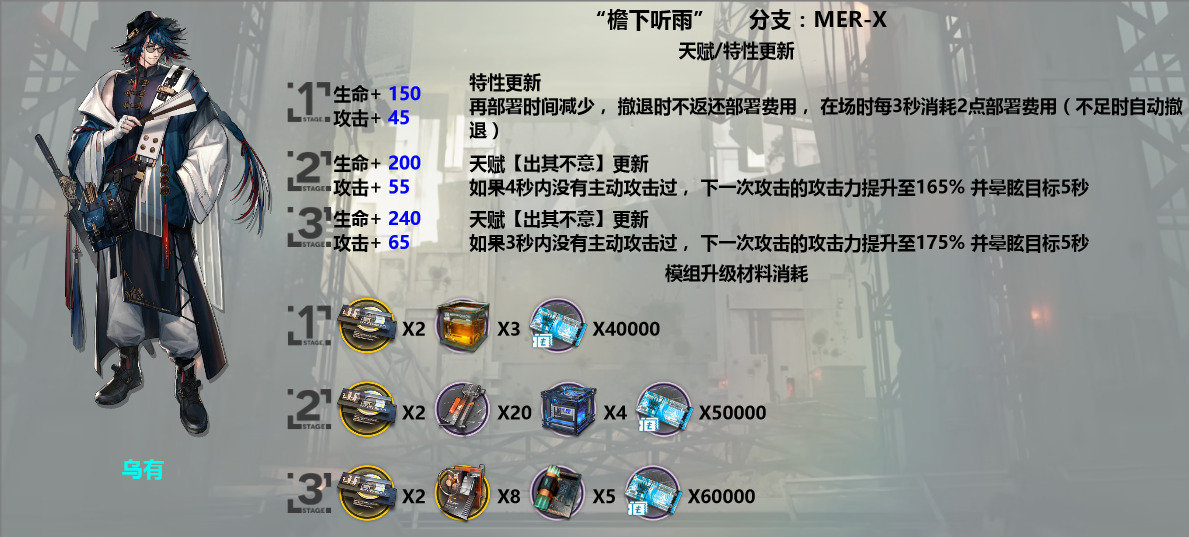 “檐下听雨” 分支：MER-X
天赋/特性更新
1 STAGE.
生命+ 150
攻击+ 45
特性更新
再部署时间减少，撤退时不返还部署费用，在场时每3秒消耗2点部署费用（不足时自动撤
退）
2 STAGE.
生命+ 200
攻击+ 55
天赋【出其不意】更新
如果4秒内没有主动攻击过，下一次攻击的攻击力提升至165% 并晕眩目标5秒
3 STAGE.
生命+ 240
攻击+ 65
天赋【出其不意】更新
如果3秒内没有主动攻击过，下一次攻击的攻击力提升至175% 并晕眩目标5秒
模组升级材料消耗
1 STAGE. X2 X3 X40000
2 STAGE. X2 X20 X4 X50000
3 STAGE. X2 X8 X5 X60000
乌有